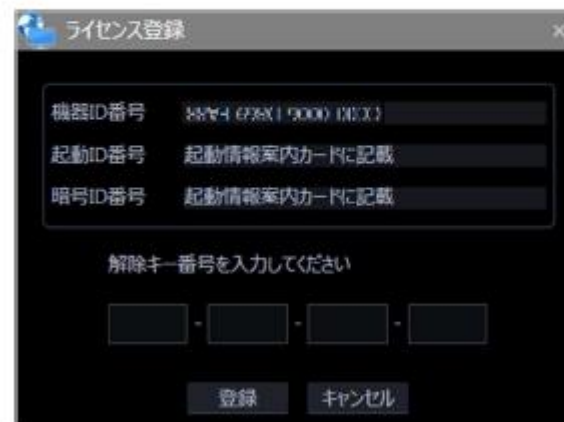 ライセンス登録
機器ID番号
起動ID番号 起動情報案内カードに記載
暗号ID番号 起動情報案内カードに記載
解除キー番号を入力してください
- - -
登録 キャンセル